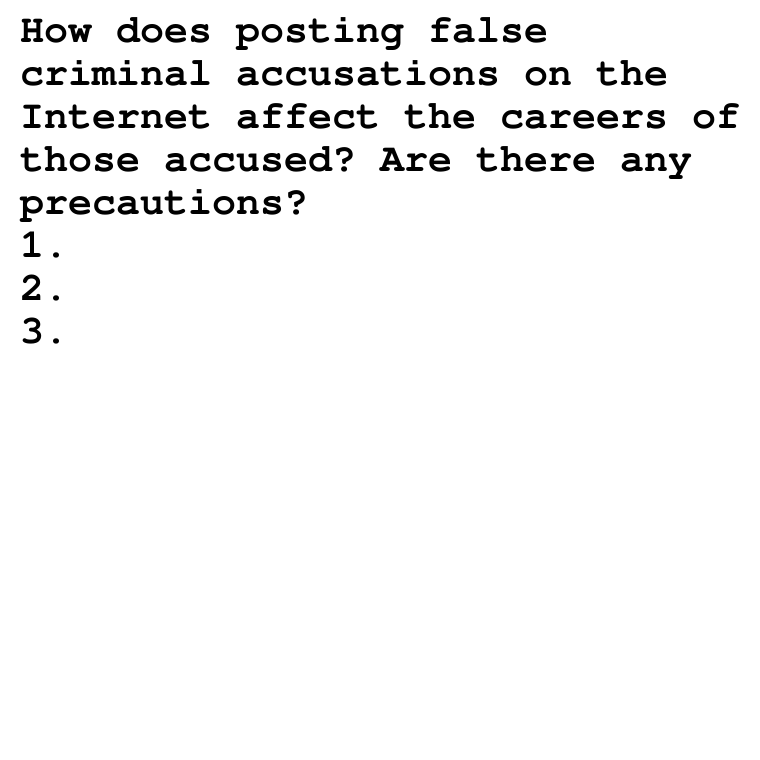 How does posting false
criminal accusations on the
Internet affect the careers of
those accused? Are there any
precautions?
1.
2.
3.